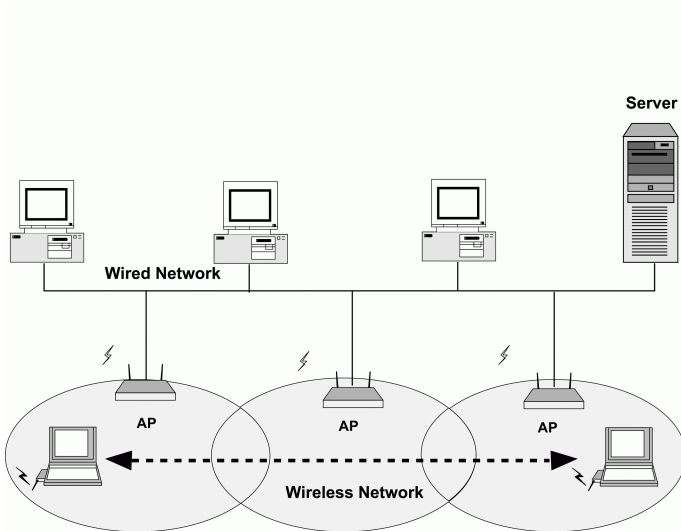 Server
Wired Network
AP
AP
AP
Wireless Network